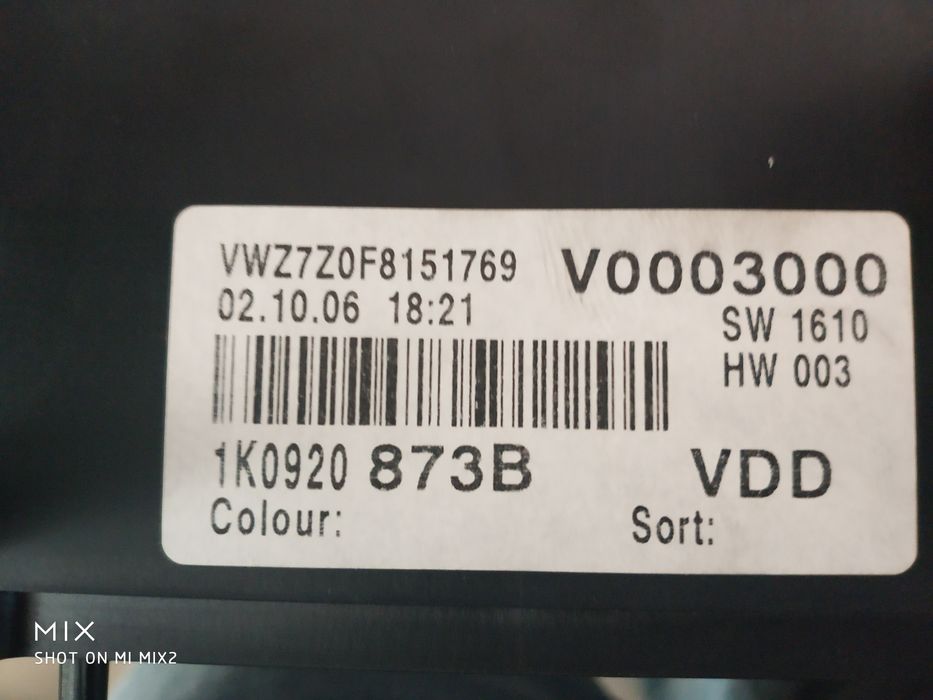 VWZ7Z0F8151769
V0003000
02.10.06 18:21
SW 1610
HW 003
1K0920 873B
VDD
Colour:
Sort:
MIX
SHOT ON MI MIX2